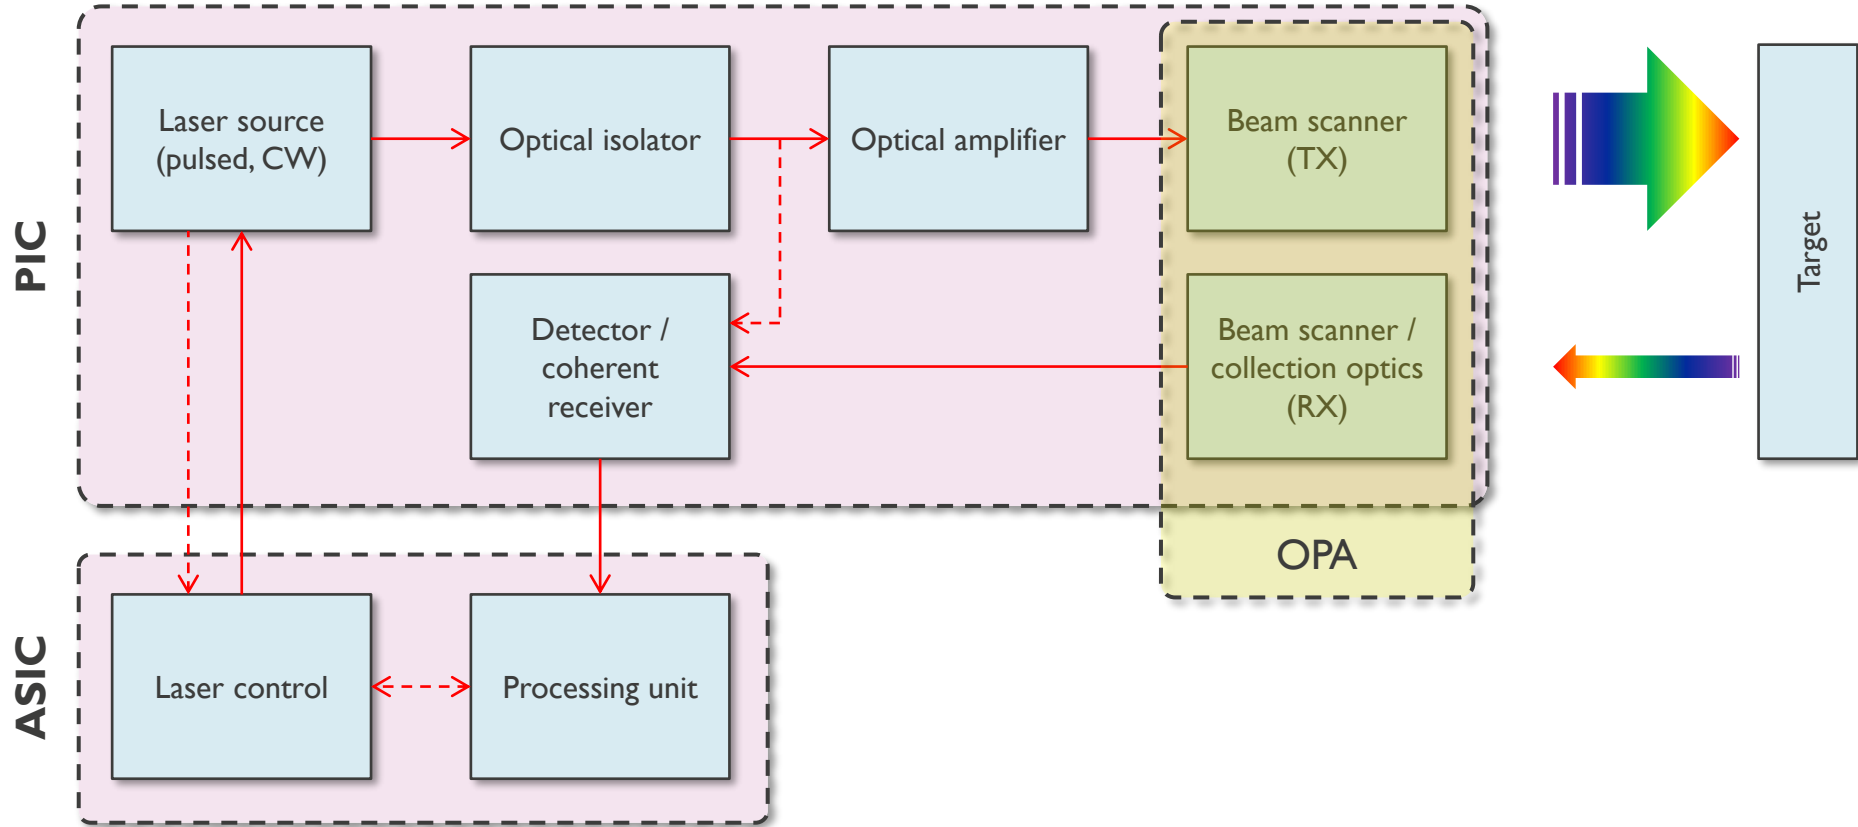 PIC
Laser source
(pulsed, CW)
Optical isolator
Optical amplifier
Beam scanner
(TX)
Detector /
coherent
receiver
Beam scanner /
collection optics
(RX)
Target
OPA
ASIC
Laser control
Processing unit